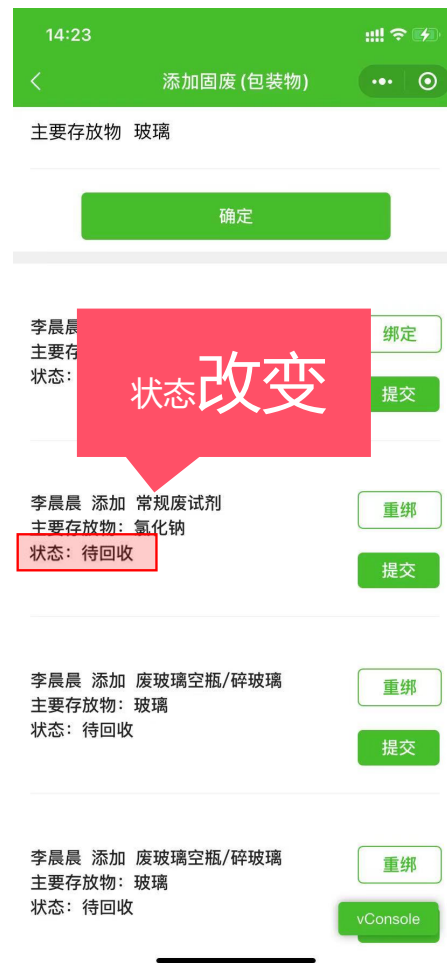 14:23
添加固废(包装物)
主要存放物 玻璃
确定
李晨晨
绑定
主要存
状态:
提交
状态改变
李晨晨 添加 常规废试剂
重绑
主要存放物: 氯化钠
状态: 待回收
提交
李晨晨 添加 废玻璃空瓶/碎玻璃
重绑
主要存放物: 玻璃
状态: 待回收
提交
李晨晨 添加 废玻璃空瓶/碎玻璃
重绑
主要存放物: 玻璃
状态: 待回收
vConsole